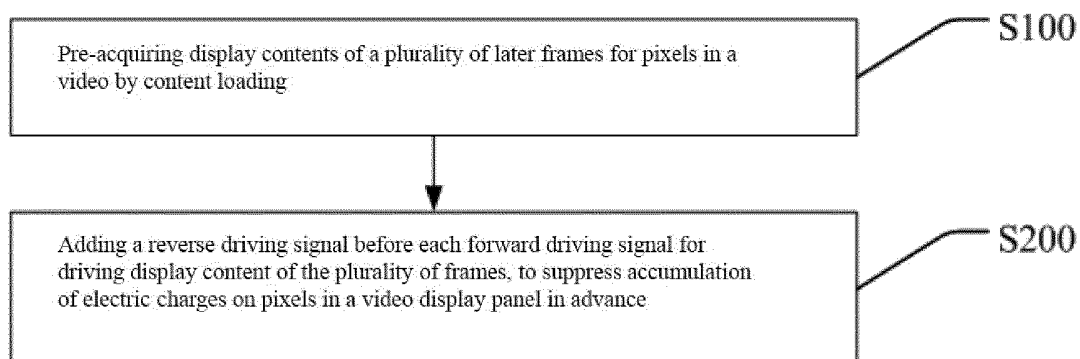 S100
Pre-acquiring display contents of a plurality of later frames for pixels in a
video by content loading
S200
Adding a reverse driving signal before each forward driving signal for
driving display content of the plurality of frames, to suppress accumulation
of electric charges on pixels in a video display panel in advance